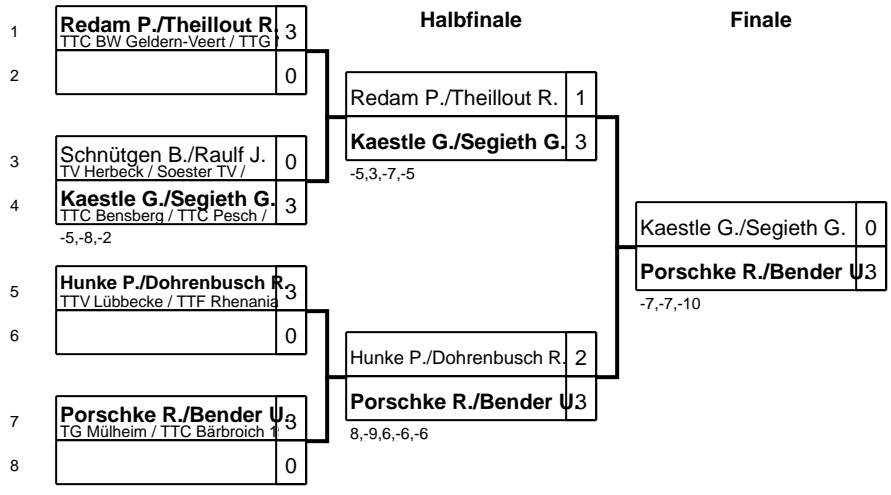 Halbfinale
Finale
1
Redam P./Theillout R.
3
TTC BW Geldern-Veert / TTG
2
0
Redam P./Theillout R. 1
Kaestle G./Segieth G. 3
-5,3,-7,-5
3
Schnütgen B./Raulf J.
0
TV Herbeck / Soester TV /
4
Kaestle G./Segieth G.
3
TTC Bensberg / TTC Pesch /
-5,-8,-2
Kaestle G./Segieth G. 0
Porschke R./Bender U. 3
-7,-7,-10
5
Hunke P./Dohrenbusch R.
3
TTV Lübbecke / TTF Rhenania
6
0
Hunke P./Dohrenbusch R. 2
Porschke R./Bender U. 3
8,-9,6,-6,-6
7
Porschke R./Bender U.
3
TG Mülheim / TTC Bärbroich
8
0